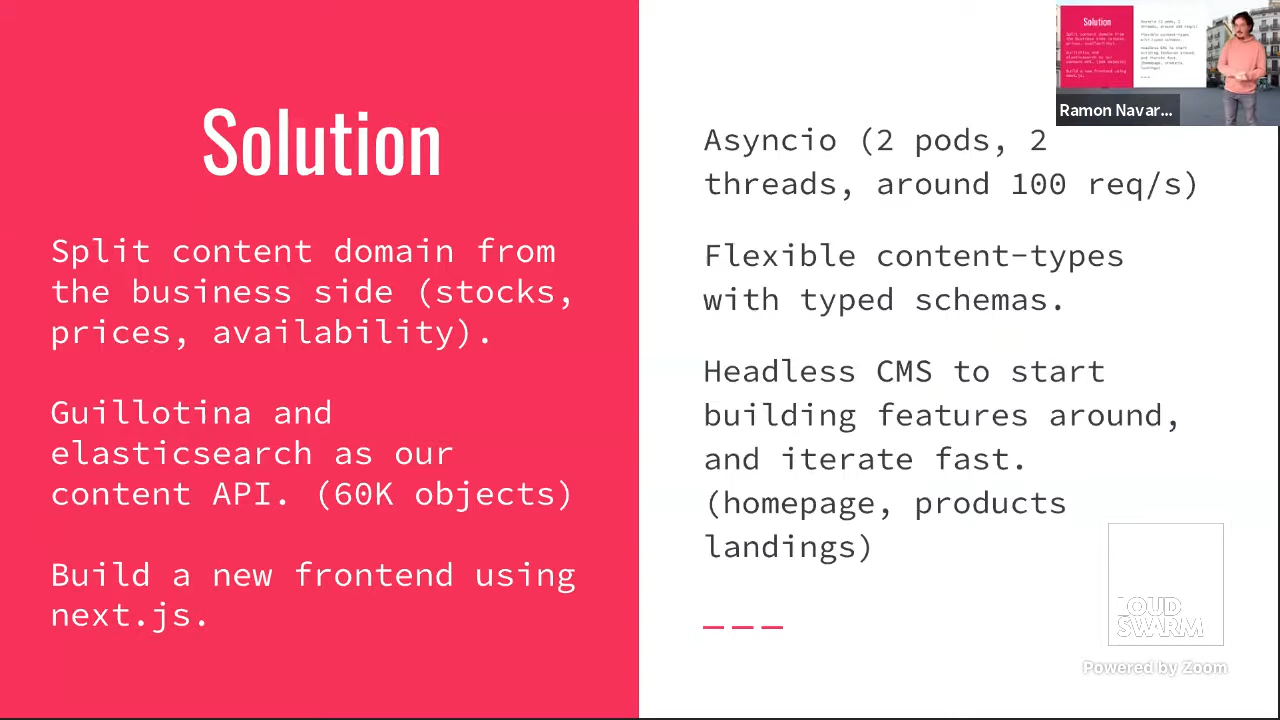 Solution
Split content domain from
the business side (stocks,
prices, availability).
Guillotina and
elasticsearch as our
content API. (60K objects)
Build a new frontend using
next.js.
Asyncio (2 pods, 2
threads, around 100 req/s)
Flexible content-types
with typed schemas.
Headless CMS to start
building features around,
and iterate fast.
(homepage, products
landings)
Solution
Ramon Navar...
LOUD
SWARM
Powered by Zoom